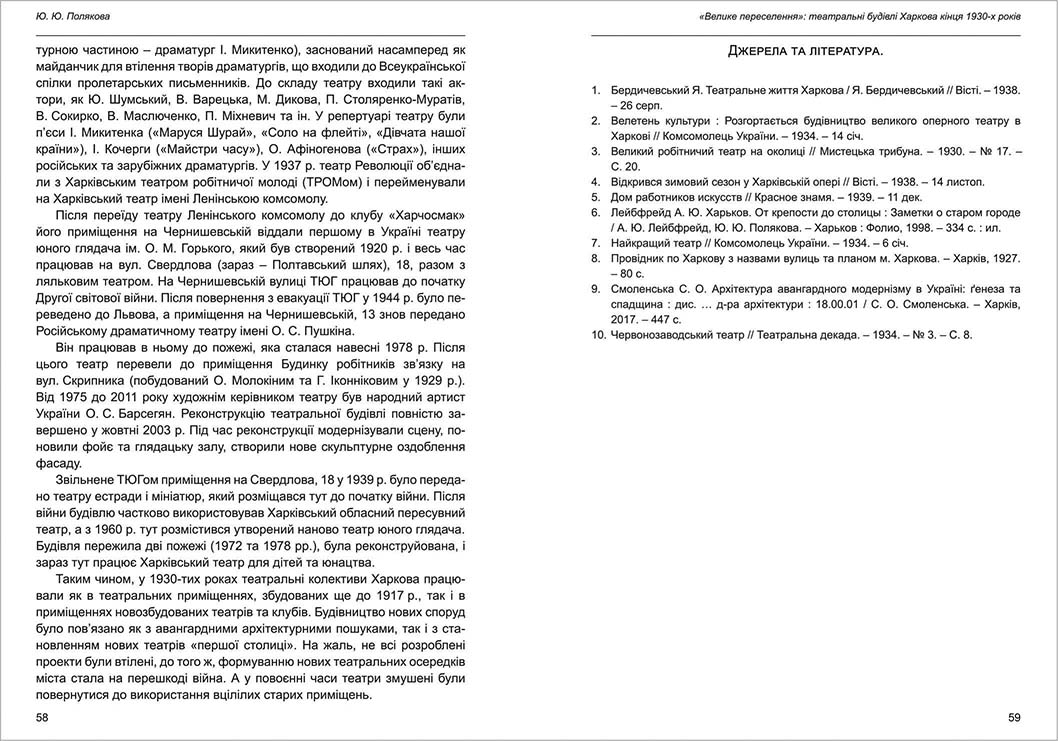 Ю. Ю. Полякова
турною частиною – драматург І. Микитенко), заснований насамперед як
майданчик для втілення творів драматургів, що входили до Всеукраїнської
спілки пролетарських письменників. До складу театру входили такі ак-
тори, як Ю. Шумський, В. Варецька, М. Дикова, П. Столяренко-Муратів,
В. Сокирко, В. Маслюченко, П. Міхневич та ін. У репертуарі театру були
п’єси І. Микитенка («Маруся Шурай», «Соло на флейті», «Дівчата нашої
країни»), І. Кочерги («Майстри часу»), О. Афіногенова («Страх»), інших
російських та зарубіжних драматургів. У 1937 р. театр Революції об’єдна-
ли з Харківським театром робітничої молоді (ТРОМом) і перейменували
на Харківський театр імені Ленінського комсомолу.
Після переїду театру Ленінського комсомолу до клубу «Харчосмак»
його приміщення на Чернишевській віддали першому в Україні театру
юного глядача ім. О. М. Горького, який був створений 1920 р. і весь час
працював на вул. Свердлова (зараз – Полтавський шлях), 18, разом з
ляльковим театром. На Чернишевській вулиці ТЮГ працював до початку
Другої світової війни. Після повернення з евакуації ТЮГ у 1944 р. було пе-
реведено до Львова, а приміщення на Чернишевській, 13 знов передано
Російському драматичному театру імені О. С. Пушкіна.
Він працював в ньому до пожежі, яка сталася навесні 1978 р. Після
цього театр перевели до приміщення Будинку робітників зв’язку на
вул. Скрипника (побудований О. Молокіним та Г. Іконніковим у 1929 р.).
Від 1975 до 2011 року художнім керівником театру був народний артист
України О. С. Барсегян. Реконструкцію театральної будівлі повністю за-
вершено у жовтні 2003 р. Під час реконструкції модернізували сцену, по-
новили фойє та глядацьку залу, створили нове скульптурне оздоблення
фасаду.
Звільнене ТЮГом приміщення на Свердлова, 18 у 1939 р. було переда-
но театру естради і мініатюр, який розміщався тут до початку війни. Після
війни будівлю частково використовував Харківський обласний пересувний
театр, а з 1960 р. тут розмістився утворений наново театр юного глядача.
Будівля пережила дві пожежі (1972 та 1978 рр.), була реконструйована, і
зараз тут працює Харківський театр для дітей та юнацтва.
Таким чином, у 1930-тих роках театральні колективи Харкова працю-
вали як в театральних приміщеннях, збудованих ще до 1917 р., так і в
приміщеннях новозбудованих театрів та клубів. Будівництво нових споруд
було пов’язано як з авангардними архітектурними пошуками, так і з ста-
новленням нових театрів «першої столиці». На жаль, не всі розроблені
проекти були втілені, до того ж, формуванню нових театральних осередків
міста стала на перешкоді війна. А у повоєнні часи театри змушені були
повернутися до використання вцілілих старих приміщень.
58
«Велике переселення»: театральні будівлі Харкова кінця 1930-х років
Джерела та література.
1. Бердичевський Я. Театральне життя Харкова / Я. Бердичевський // Вісті. – 1938.
– 26 серп.
2. Велетень культури : Розгортається будівництво великого оперного театру в
Харкові // Комсомолець України. – 1934. – 14 січ.
3. Великий робітничий театр на околиці // Мистецька трибуна. – 1930. – № 17. –
С. 20.
4. Відкрився зимовий сезон у Харківській опері // Вісті. – 1938. – 14 листоп.
5. Дом работников искусств // Красное знамя. – 1939. – 11 дек.
6. Лейбфрейд А. Ю. Харьков. От крепости до столицы : Заметки о старом городе
/ А. Ю. Лейбфрейд, Ю. Ю. Полякова. – Харьков : Фолио, 1998. – 334 с. : ил.
7. Найкращий театр // Комсомолець України. – 1934. – 6 січ.
8. Провідник по Харкову з назвами вулиць та планом м. Харкова. – Харків, 1927.
– 80 с.
9. Смоленська С. О. Архітектура авангардного модернізму в Україні: ґенеза та
спадщина : дис. … д-ра архітектури : 18.00.01 / С. О. Смоленська. – Харків,
2017. – 447 с.
10. Червонозаводський театр // Театральна декада. – 1934. – № 3. – С. 8.
59